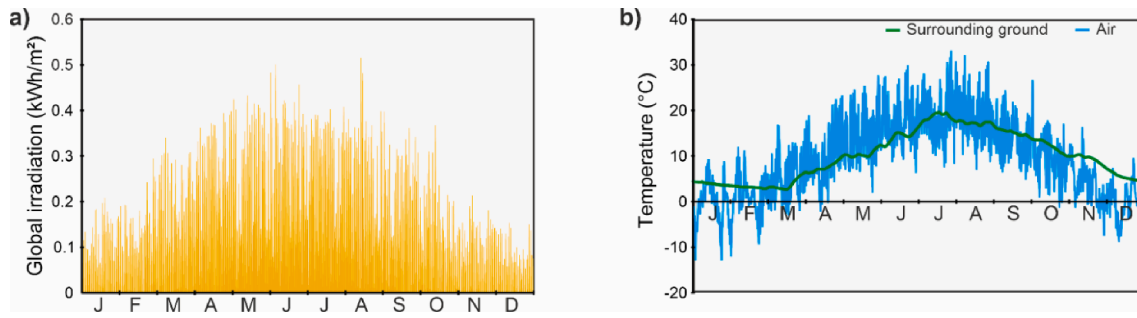 a)
Global irradiation (kWh/m²)
0.6
0.5
0.4
0.3
0.2
0.1
0
J F M A M J J A S O N D
b)
Temperature (°C)
40
30
20
10
0
-10
-20
Surrounding ground Air
J F M A M J J A S O N D